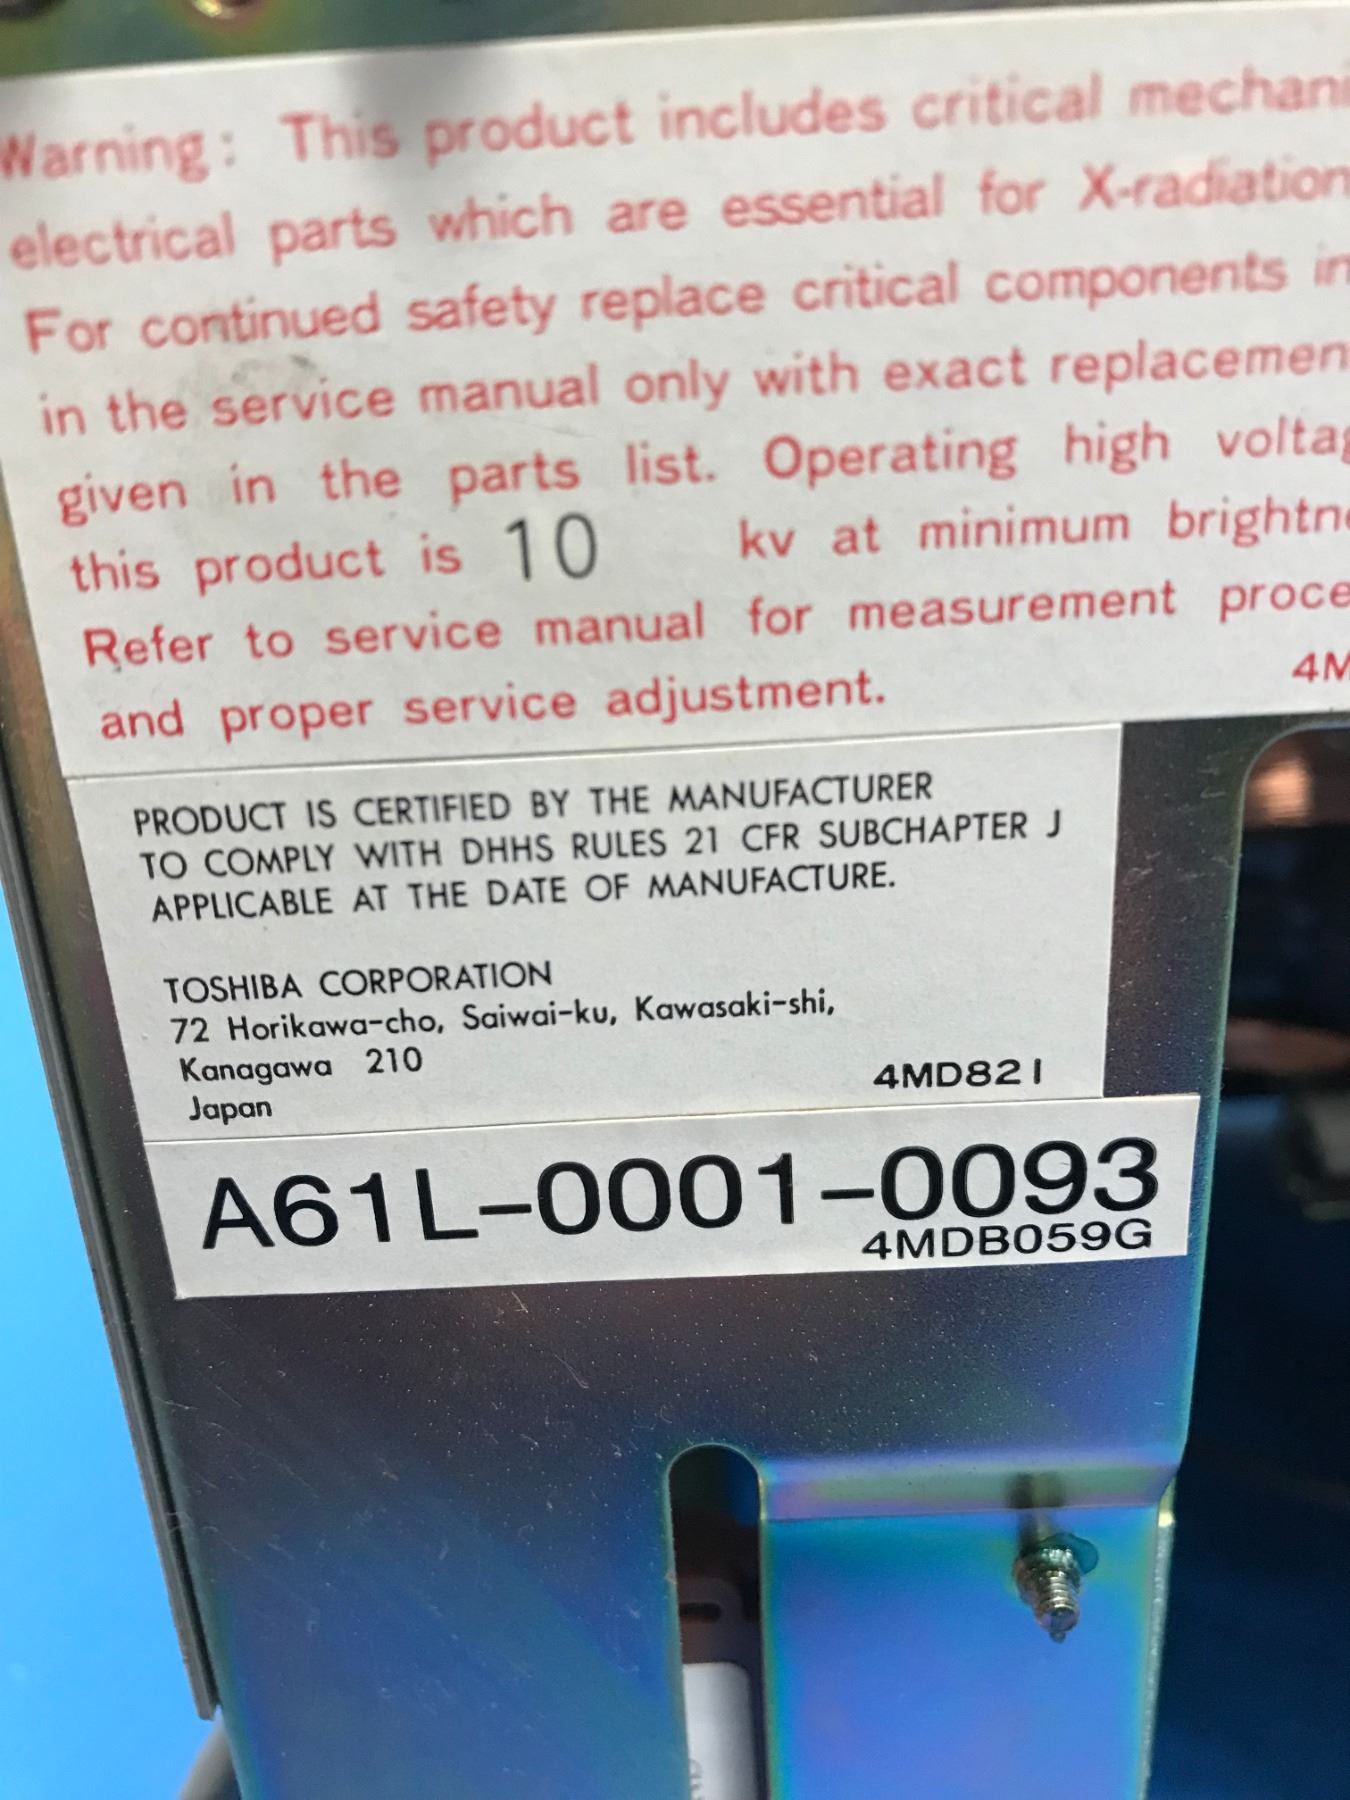 Warning: This product includes critical mechani
electrical parts which are essential for X-radiation
For continued safety replace critical components in
in the service manual only with exact replacemen
given in the parts list. Operating high voltag
this product is 10 kv at minimum brightne
Refer to service manual for measurement proce
and proper service adjustment. 4M
PRODUCT IS CERTIFIED BY THE MANUFACTURER
TO COMPLY WITH DHHS RULES 21 CFR SUBCHAPTER J
APPLICABLE AT THE DATE OF MANUFACTURE.
TOSHIBA CORPORATION
72 Horikawa-cho, Saiwai-ku, Kawasaki-shi,
Kanagawa 210
Japan 4MD821
A61L-0001-0093
4MDB059G